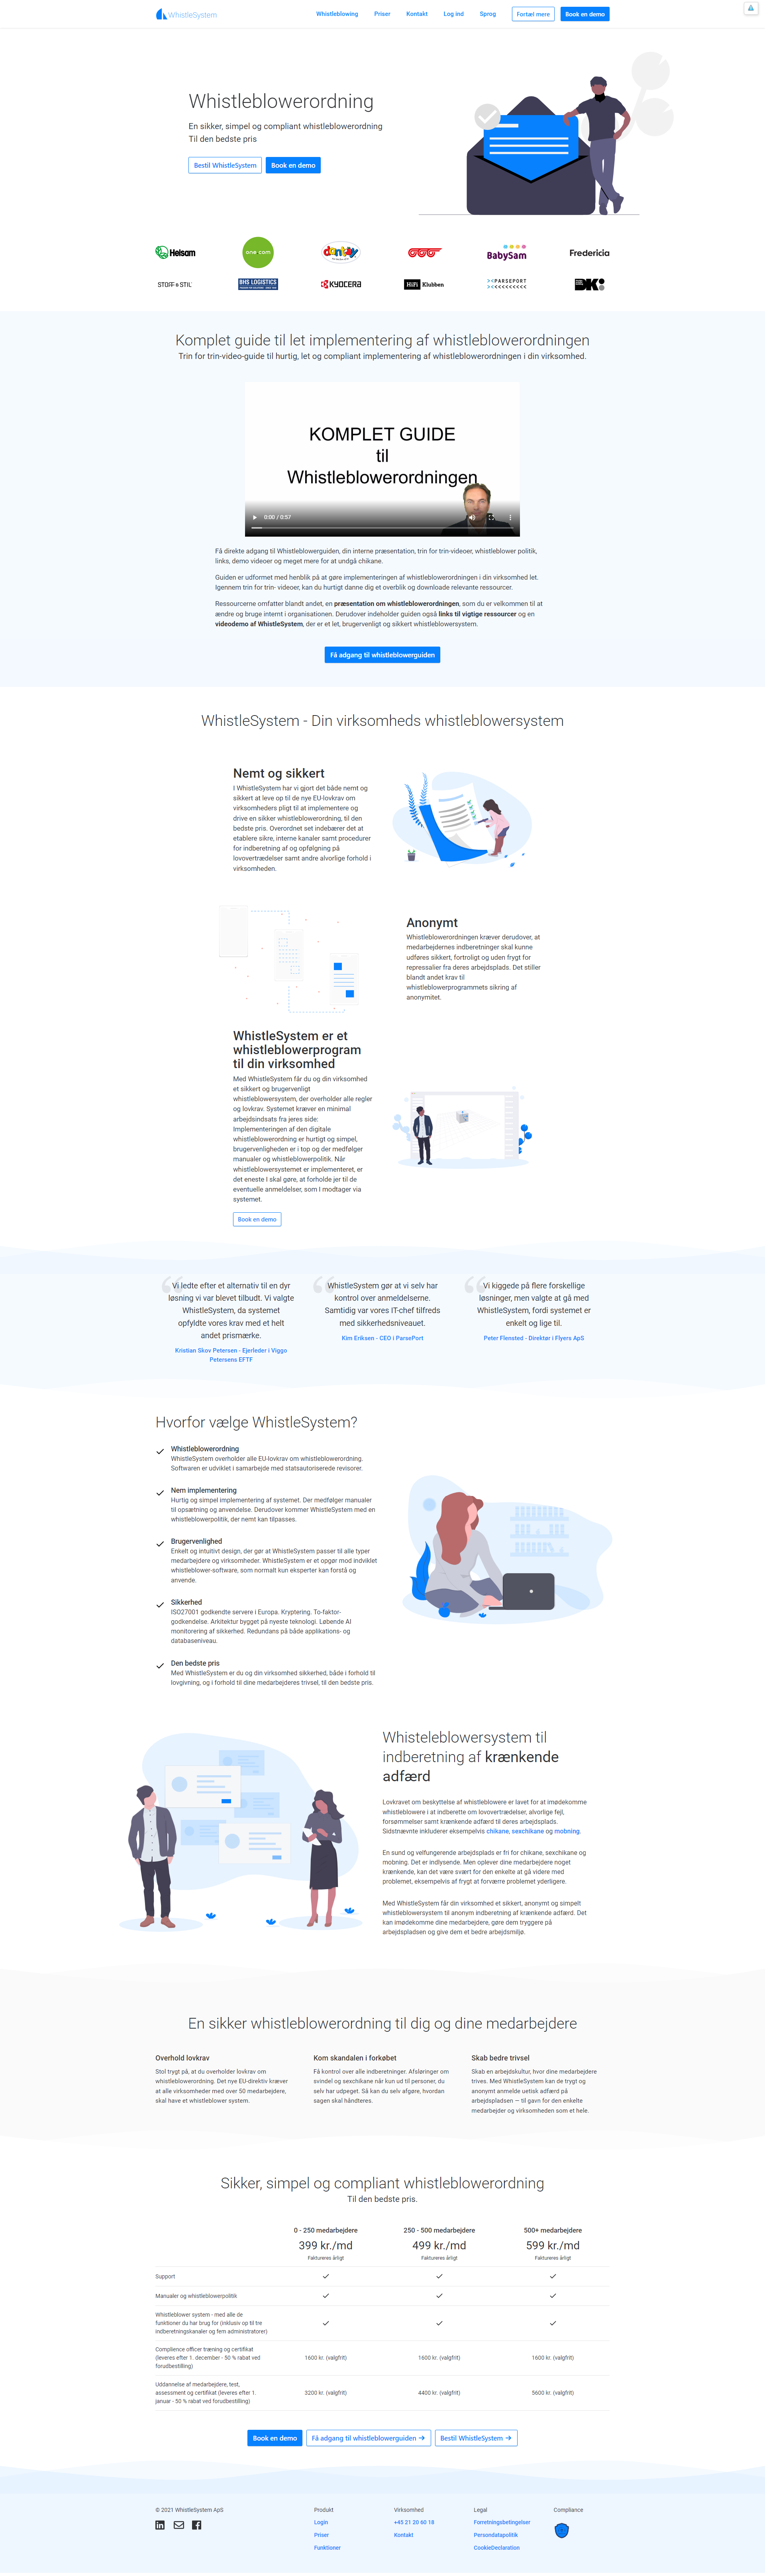 WhistleSystem
Whistleblowing
Priser
Kontakt
Log ind
Sprog
Fortæl mere
Book en demo
Whistleblowerordning
En sikker, simpel og compliant whistleblowerordning
Til den bedste pris
Bestil WhistleSystem
Book en demo
Helsam
one.com
danjay
BabySam
Fredericia
STOFF & STIL
BHS LOGISTICS
KYOCERA
HiFi Klubben
PARSEPORT
DK
Komplet guide til let implementering af whistleblowerordningen
Trin for trin-video-guide til hurtig, let og compliant implementering af whistleblowerordningen i din virksomhed.
KOMPLET GUIDE
til
Whistleblowerordningen
0:00 / 0:57
Få direkte adgang til Whistleblowerguiden, din interne præsentation, trin for trin-videoer, whistleblower politik,
links, demo videoer og meget mere for at undgå chikane.
Guiden er udformet med henblik på at gøre implementeringen af whistleblowerordningen i din virksomhed let.
Igennem trin for trin- videoer, kan du hurtigt danne dig et overblik og downloade relevante ressourcer.
Ressourcerne omfatter blandt andet, en præsentation om whistleblowerordningen, som du er velkommen til at
ændre og bruge internt i organisationen. Derudover indeholder guiden også links til vigtige ressourcer og en
videodemo af WhistleSystem, der er et let, brugervenligt og sikkert whistleblowersystem.
Få adgang til whistleblowerguiden
WhistleSystem - Din virksomheds whistleblowersystem
Nemt og sikkert
I WhistleSystem har vi gjort det både nemt og
sikkert at leve op til de nye EU-lovkrav om
virksomheders pligt til at implementere og
drive en sikker whistleblowerordning, til den
bedste pris. Overordnet set indebærer det at
etablere sikre, interne kanaler samt procedurer
for indberetning af og opfølgning på
lovovertrædelser samt andre alvorlige forhold i
virksomheden.
Anonymt
Whistleblowerordningen kræver derudover, at
medarbejdernes indberetninger skal kunne
udføres sikkert, fortroligt og uden frygt for
repressalier fra deres arbejdsplads. Det stiller
blandt andet krav til
whistleblowerprogrammets sikring af
anonymitet.
WhistleSystem er et
whistleblowerprogram
til din virksomhed
Med WhistleSystem får du og din virksomhed
et sikkert og brugervenligt
whistleblowersystem, der overholder alle regler
og lovkrav. Systemet kræver en minimal
arbejdsindsats fra jeres side:
Implementeringen af den digitale
whistleblowerordning er hurtigt og simpel,
brugervenligheden er i top og der medfølger
manualer og whistleblowerpolitik. Når
whistleblowersystemet er implementeret, er
det eneste I skal gøre, at forholde jer til de
eventuelle anmeldelser, som I modtager via
systemet.
Book en demo
Vi ledte efter et alternativ til en dyr
løsning vi var blevet tilbudt. Vi valgte
WhistleSystem, da systemet
opfyldte vores krav med et helt
andet prismærke.
Kristian Skov Petersen - Ejerleder i Viggo
Petersens EFTF
WhistleSystem gør at vi selv har
kontrol over anmeldelserne.
Samtidig var vores IT-chef tilfreds
med sikkerhedsniveauet.
Kim Eriksen - CEO i ParsePort
Vi kiggede på flere forskellige
løsninger, men valgte at gå med
WhistleSystem, fordi systemet er
enkelt og lige til.
Peter Flensted - Direktør i Flyers ApS
Hvorfor vælge WhistleSystem?
Whistleblowerordning
WhistleSystem overholder alle EU-lovkrav om whistleblowerordning.
Softwaren er udviklet i samarbejde med statsautoriserede revisorer.
Nem implementering
Hurtig og simpel implementering af systemet. Der medfølger manualer
til opsætning og anvendelse. Derudover kommer WhistleSystem med en
whistleblowerpolitik, der nemt kan tilpasses.
Brugervenlighed
Enkelt og intuitivt design, der gør at WhistleSystem passer til alle typer
medarbejdere og virksomheder. WhistleSystem er et opgør mod indviklet
whistleblower-software, som normalt kun eksperter kan forstå og
anvende.
Sikkerhed
ISO27001 godkendte servere i Europa. Kryptering. To-faktor-
godkendelse. Arkitektur bygget på nyeste teknologi. Løbende AI
monitorering af sikkerhed. Redundans på både applikations- og
databaseniveau.
Den bedste pris
Med WhistleSystem er du og din virksomhed sikkerhed, både i forhold til
lovgivning, og i forhold til dine medarbejderes trivsel, til den bedste pris.
Whisteleblowersystem til
indberetning af krænkende
adfærd
Lovkravet om beskyttelse af whistleblowere er lavet for at imødekomme
whistleblowere i at indberette om lovovertrædelser, alvorlige fejl,
forsømmelser samt krænkende adfærd til deres arbejdsplads.
Sidstnævnte inkluderer eksempelvis chikane, sexchikane og mobning.
En sund og velfungerende arbejdsplads er fri for chikane, sexchikane og
mobning. Det er indlysende. Men oplever dine medarbejdere noget
krænkende, kan det være svært for den enkelte at gå videre med
problemet, eksempelvis af frygt at forværre problemet yderligere.
Med WhistleSystem får din virksomhed et sikkert, anonymt og simpelt
whistleblowersystem til anonym indberetning af krænkende adfærd. Det
kan imødekomme dine medarbejdere, gøre dem tryggere på
arbejdspladsen og give dem et bedre arbejdsmiljø.
En sikker whistleblowerordning til dig og dine medarbejdere
Overhold lovkrav
Stol trygt på, at du overholder lovkrav om
whistleblowerordning. Det nye EU-direktiv kræver
at alle virksomheder med over 50 medarbejdere,
skal have et whistleblower system.
Kom skandalen i forkøbet
Få kontrol over alle indberetninger. Afsløringer om
svindel og sexchikane når kun ud til personer, du
selv har udpeget. Så kan du selv afgøre, hvordan
sagen skal håndteres.
Skab bedre trivsel
Skab en arbejdskultur, hvor dine medarbejdere
trives. Med WhistleSystem kan de trygt og
anonymt anmelde uetisk adfærd på
arbejdspladsen — til gavn for den enkelte
medarbejder og virksomheden som et hele.
Sikker, simpel og compliant whistleblowerordning
Til den bedste pris.
0 - 250 medarbejdere
250 - 500 medarbejdere
500+ medarbejdere
399 kr./md
499 kr./md
599 kr./md
Faktureres årligt
Faktureres årligt
Faktureres årligt
Support
Manualer og whistleblowerpolitik
Whistleblower system - med alle de
funktioner du har brug for (inklusiv op til tre
indberetningskanaler og fem administratorer)
Complience officer træning og certifikat
(leveres efter 1. december - 50 % rabat ved
forudbestilling)
1600 kr. (valgfrit)
1600 kr. (valgfrit)
1600 kr. (valgfrit)
Uddannelse af medarbejdere, test,
assessment og certifikat (leveres efter 1.
januar - 50 % rabat ved forudbestilling)
3200 kr. (valgfrit)
4400 kr. (valgfrit)
5600 kr. (valgfrit)
Book en demo
Få adgang til whistleblowerguiden →
Bestil WhistleSystem →
© 2021 WhistleSystem ApS
Produkt
Login
Priser
Funktioner
Virksomhed
+45 21 20 60 18
Kontakt
Legal
Forretningsbetingelser
Persondatapolitik
CookieDeclaration
Compliance